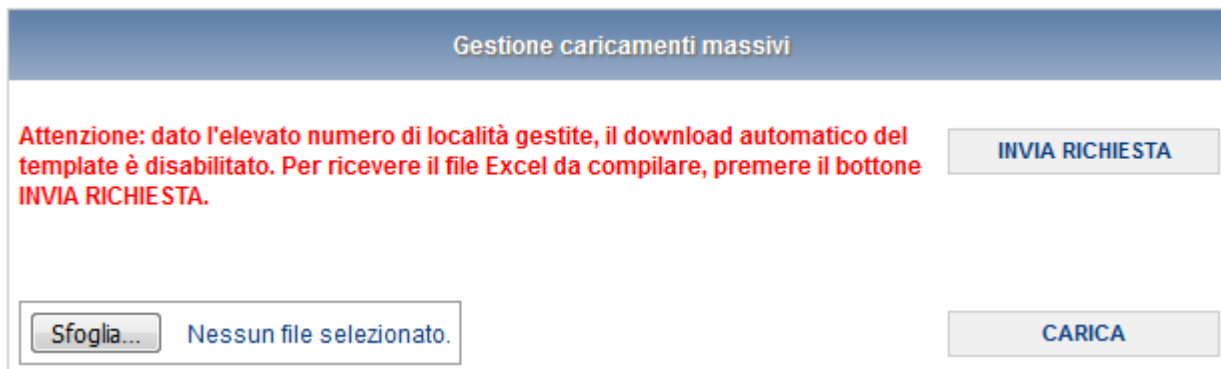 Gestione caricamenti massivi
Attenzione: dato l'elevato numero di località gestite, il download automatico del
template è disabilitato. Per ricevere il file Excel da compilare, premere il bottone
INVIA RICHIESTA.
INVIA RICHIESTA
Sfoglia... Nessun file selezionato.
CARICA